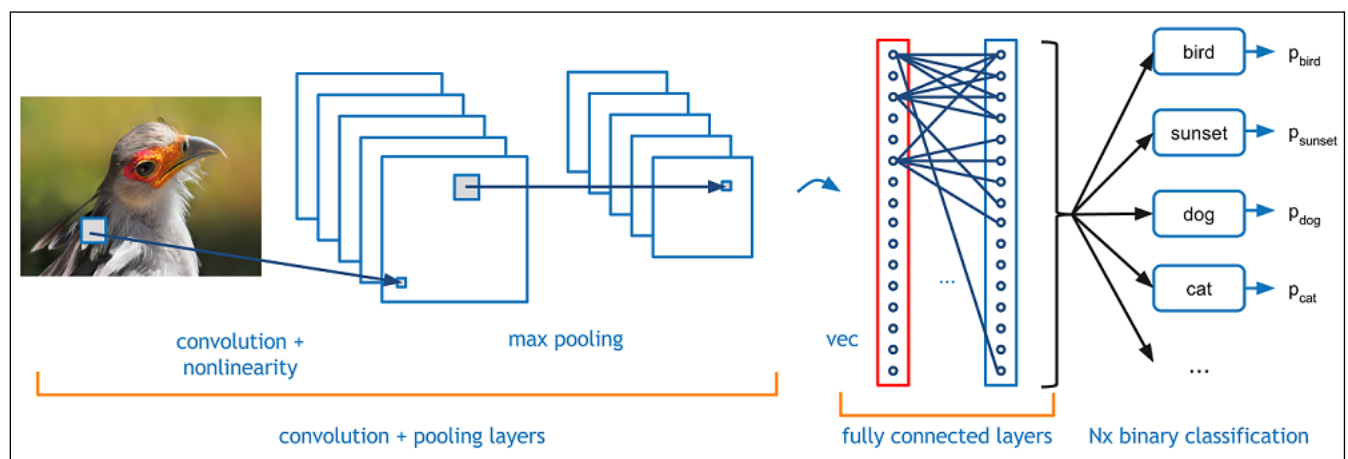 convolution +
nonlinearity
max pooling
vec
convolution + pooling layers
fully connected layers
Nx binary classification
bird
p_bird
sunset
p_sunset
dog
p_dog
cat
p_cat
...
...